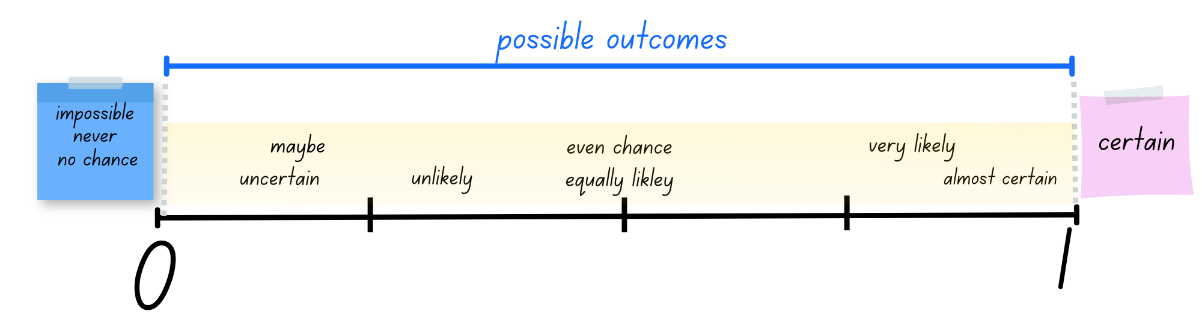 possible outcomes
impossible
never
no chance
maybe
uncertain
unlikely
even chance
equally likley
very likely
almost certain
certain
0
1